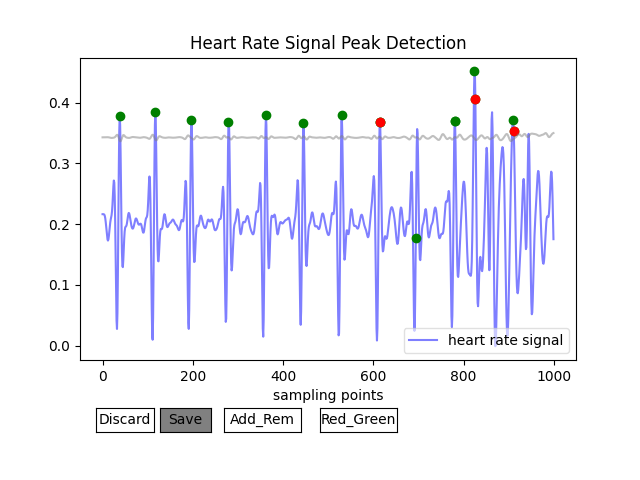 Heart Rate Signal Peak Detection
0.4
0.3
0.2
0.1
0.0
heart rate signal
0 200 400 600 800 1000
sampling points
Discard Save Add_Rem Red_Green